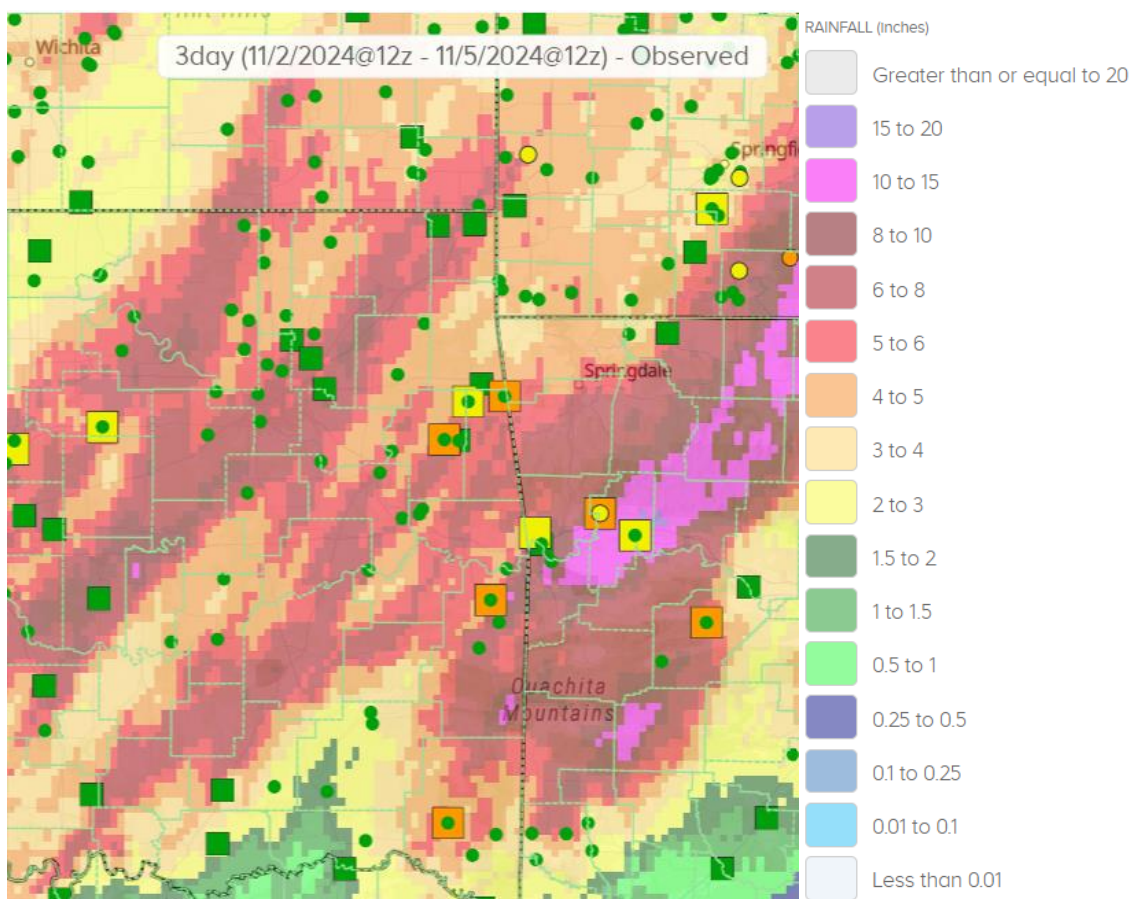 Wichita
3day (11/2/2024@12z - 11/5/2024@12z) - Observed
Springfi
Springdale
Ouachita
Mountains
RAINFALL (Inches)
Greater than or equal to 20
15 to 20
10 to 15
8 to 10
6 to 8
5 to 6
4 to 5
3 to 4
2 to 3
1.5 to 2
1 to 1.5
0.5 to 1
0.25 to 0.5
0.1 to 0.25
0.01 to 0.1
Less than 0.01